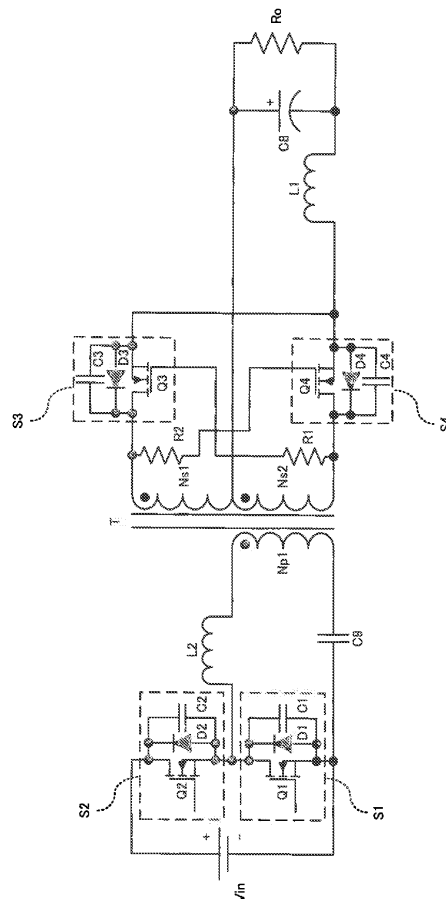 S2
Q2
D2
C2
+
-
Vin
Q1
D1
C1
S1
L2
C9
Np1
T
Ns1
Ns2
R2
R1
S3
C3
D3
Q3
Q4
D4
C4
S4
L1
+
C8
Ro